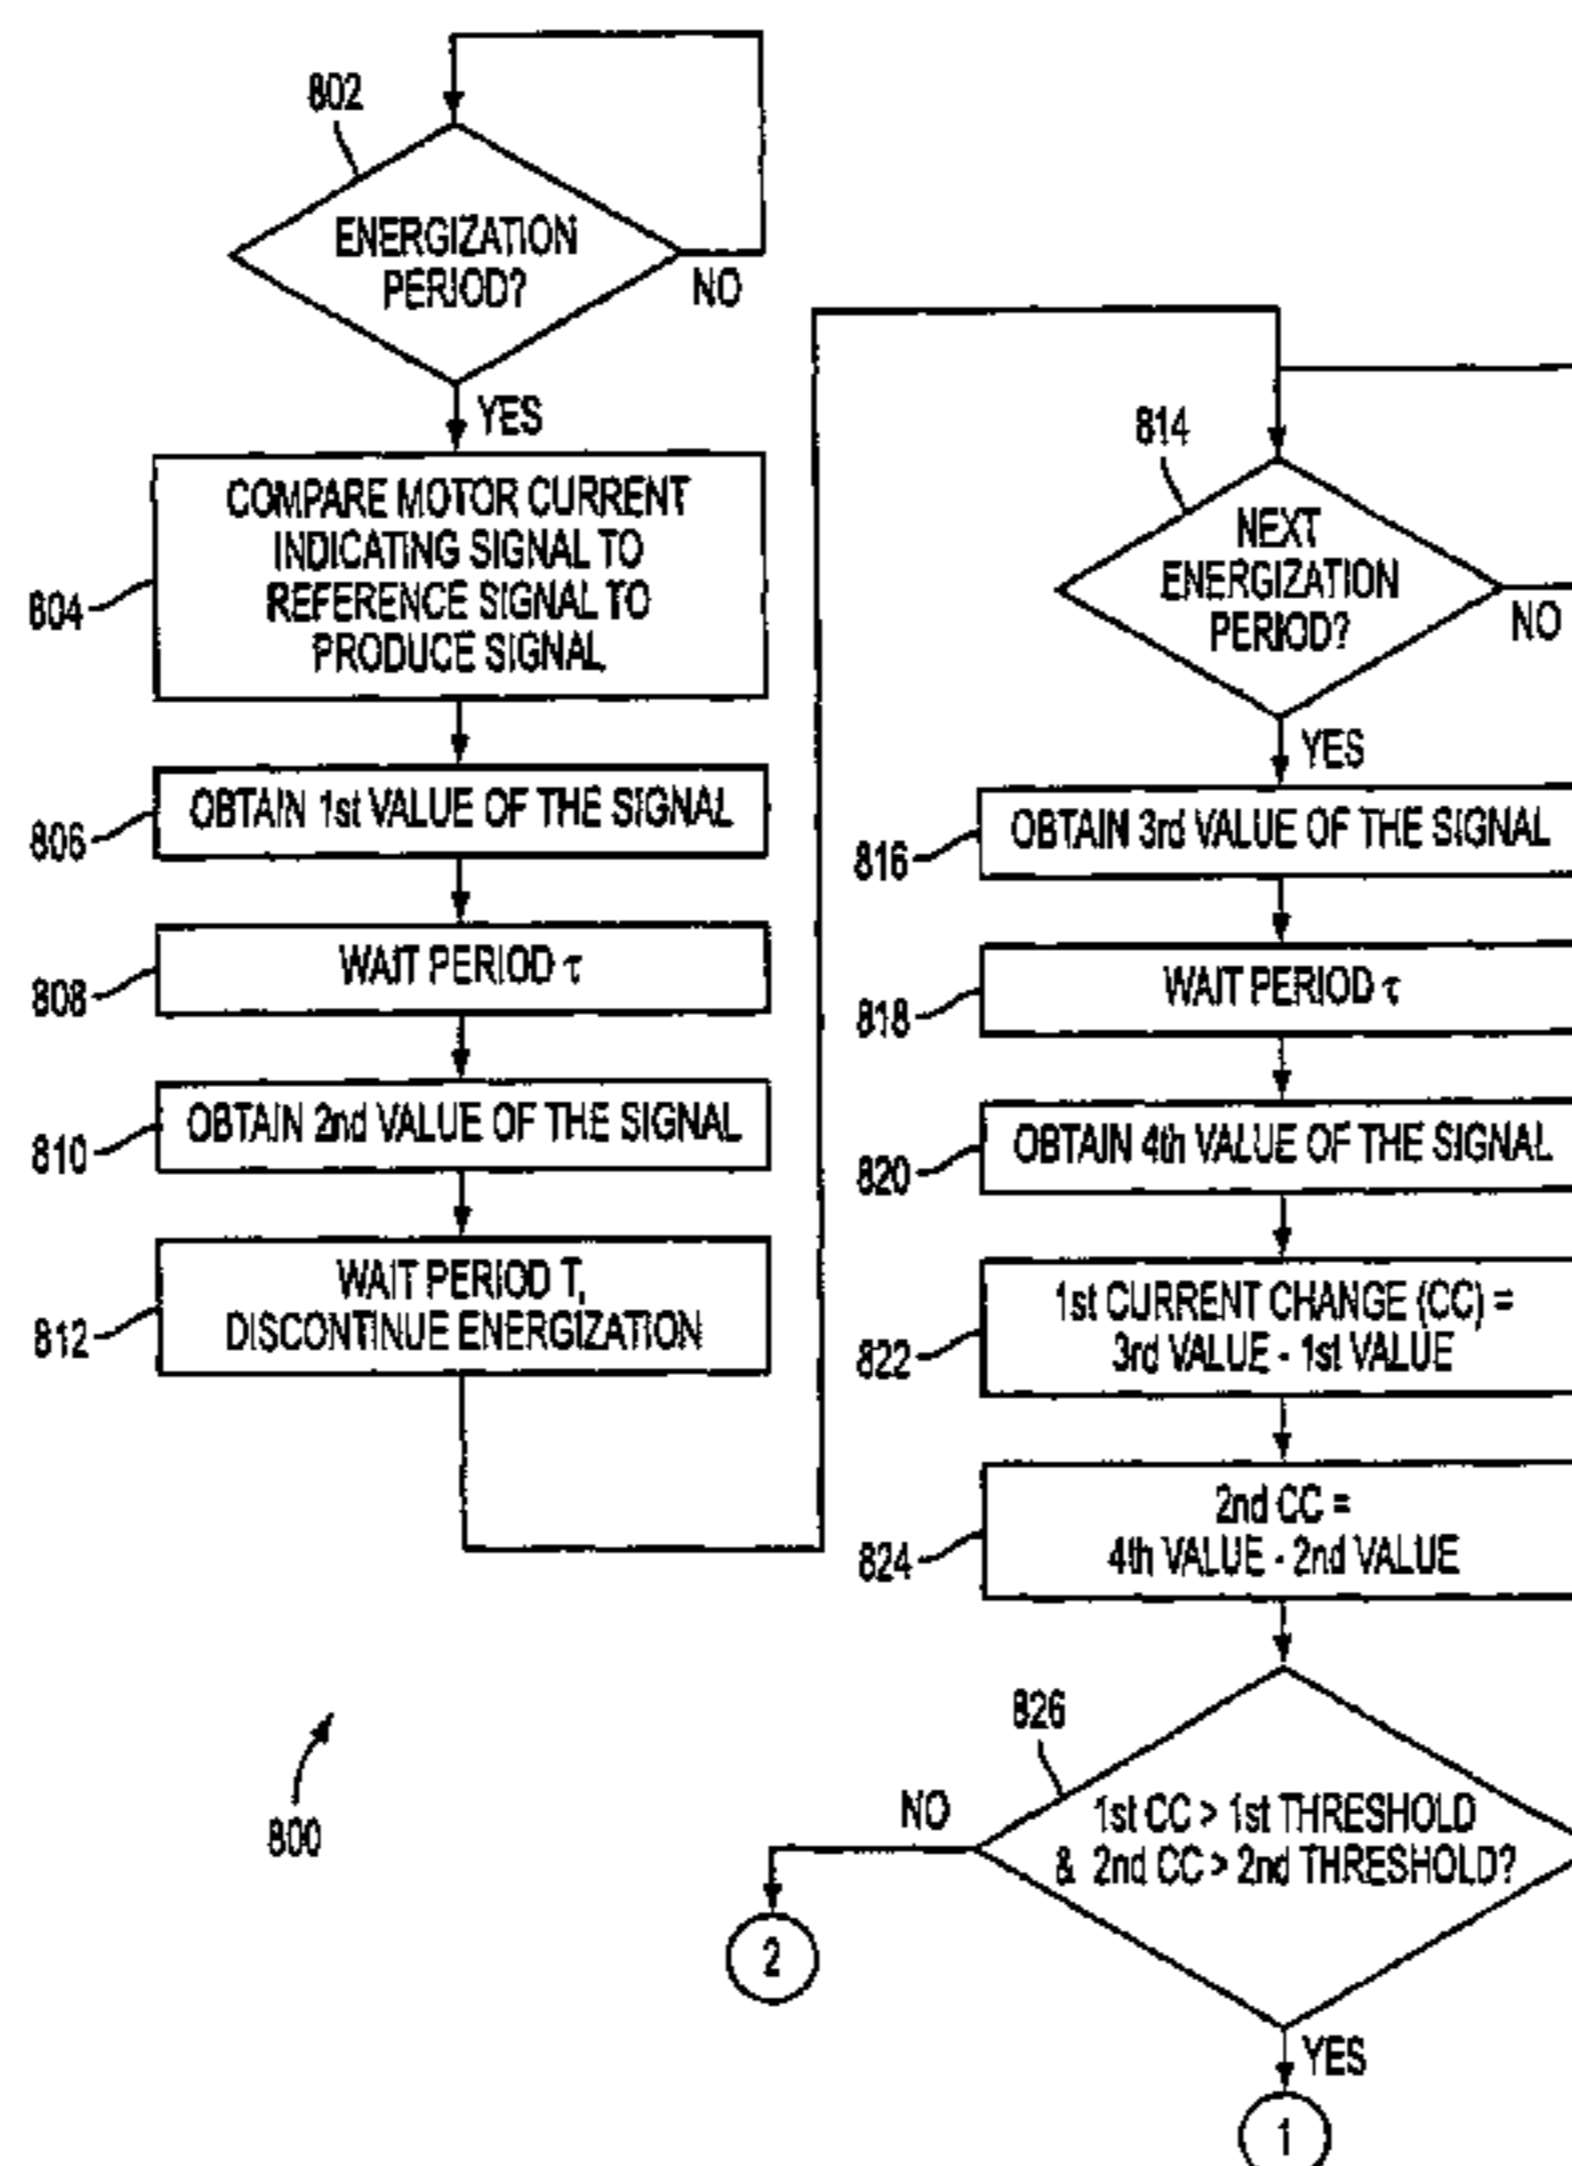 802
ENERGIZATION
PERIOD?
NO
YES
804
COMPARE MOTOR CURRENT
INDICATING SIGNAL TO
REFERENCE SIGNAL TO
PRODUCE SIGNAL
806
OBTAIN 1st VALUE OF THE SIGNAL
808
WAIT PERIOD τ
810
OBTAIN 2nd VALUE OF THE SIGNAL
812
WAIT PERIOD T,
DISCONTINUE ENERGIZATION
800
814
NEXT
ENERGIZATION
PERIOD?
NO
YES
816
OBTAIN 3rd VALUE OF THE SIGNAL
818
WAIT PERIOD τ
820
OBTAIN 4th VALUE OF THE SIGNAL
822
1st CURRENT CHANGE (CC) =
3rd VALUE - 1st VALUE
824
2nd CC =
4th VALUE - 2nd VALUE
826
1st CC > 1st THRESHOLD
& 2nd CC > 2nd THRESHOLD?
NO
2
YES
1